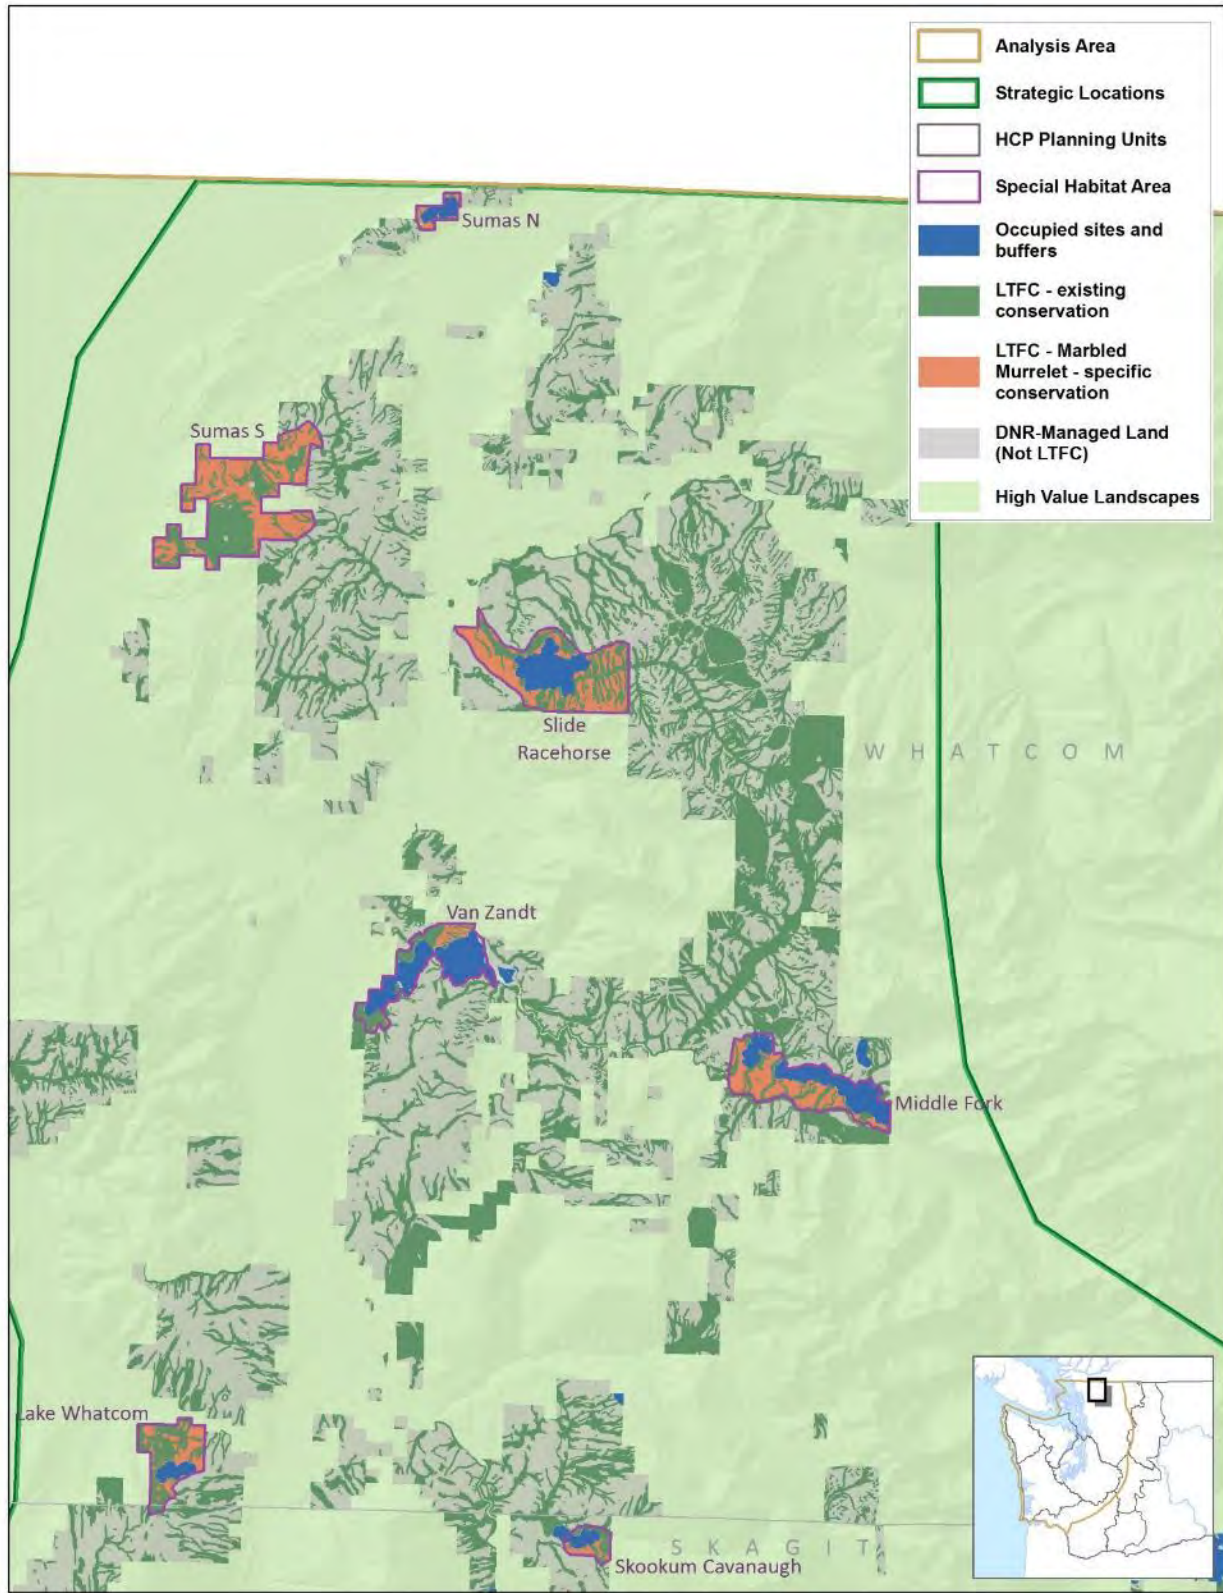 Analysis Area
Strategic Locations
HCP Planning Units
Special Habitat Area
Occupied sites and
buffers
LTFC - existing
conservation
LTFC - Marbled
Murrelet - specific
conservation
DNR-Managed Land
(Not LTFC)
High Value Landscapes
Sumas N
Sumas S
Slide
Racehorse
WHATCOM
Van Zandt
Middle Fork
Lake Whatcom
SKAGIT
Skookum Cavanaugh